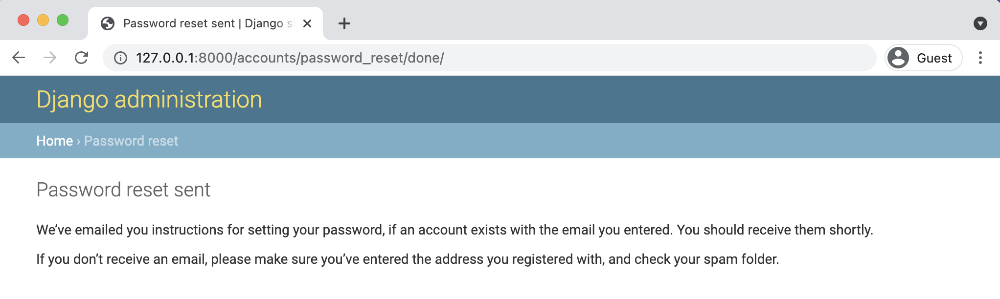 Password reset sent | Django s
127.0.0.1:8000/accounts/password_reset/done/
Guest
Django administration
Home › Password reset
Password reset sent
We’ve emailed you instructions for setting your password, if an account exists with the email you entered. You should receive them shortly.
If you don’t receive an email, please make sure you’ve entered the address you registered with, and check your spam folder.